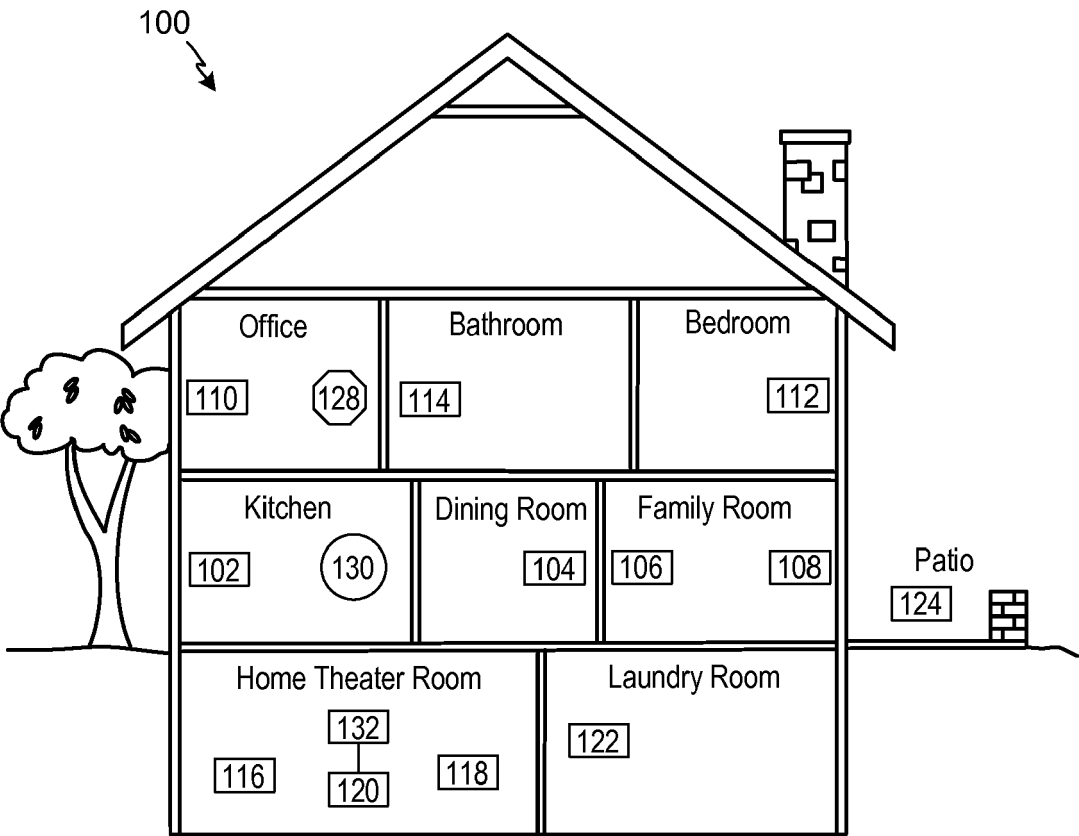 100
Office
Bathroom
Bedroom
110
128
114
112
Kitchen
Dining Room
Family Room
102
130
104
106
108
Patio
124
Home Theater Room
Laundry Room
132
122
116
120
118